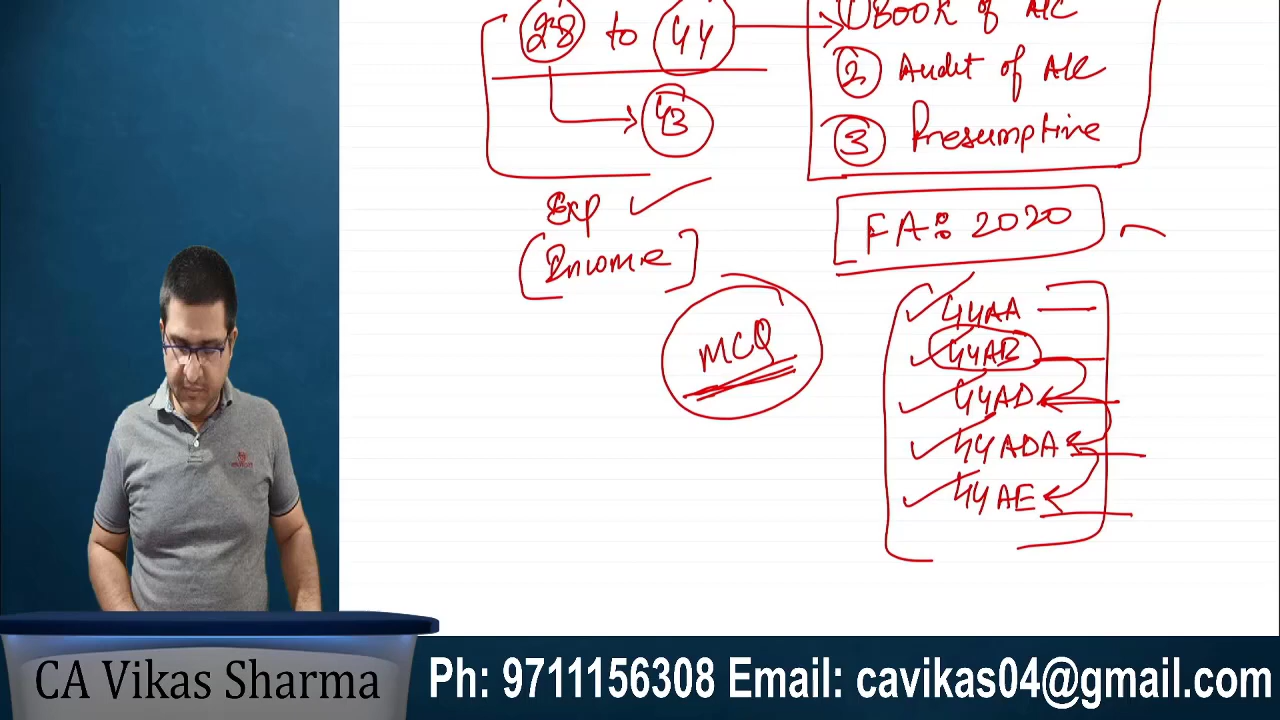 28 to 44
43
① BOOK of A/C
② Audit of A/C
③ Presumptive
Exp ✓
[Income]
FA: 2020
MCQ
✓ 44AA
✓ 44AB
✓ 44AD
✓ 44ADA
✓ 44AE
CA Vikas Sharma
Ph: 9711156308 Email: cavikas04@gmail.com